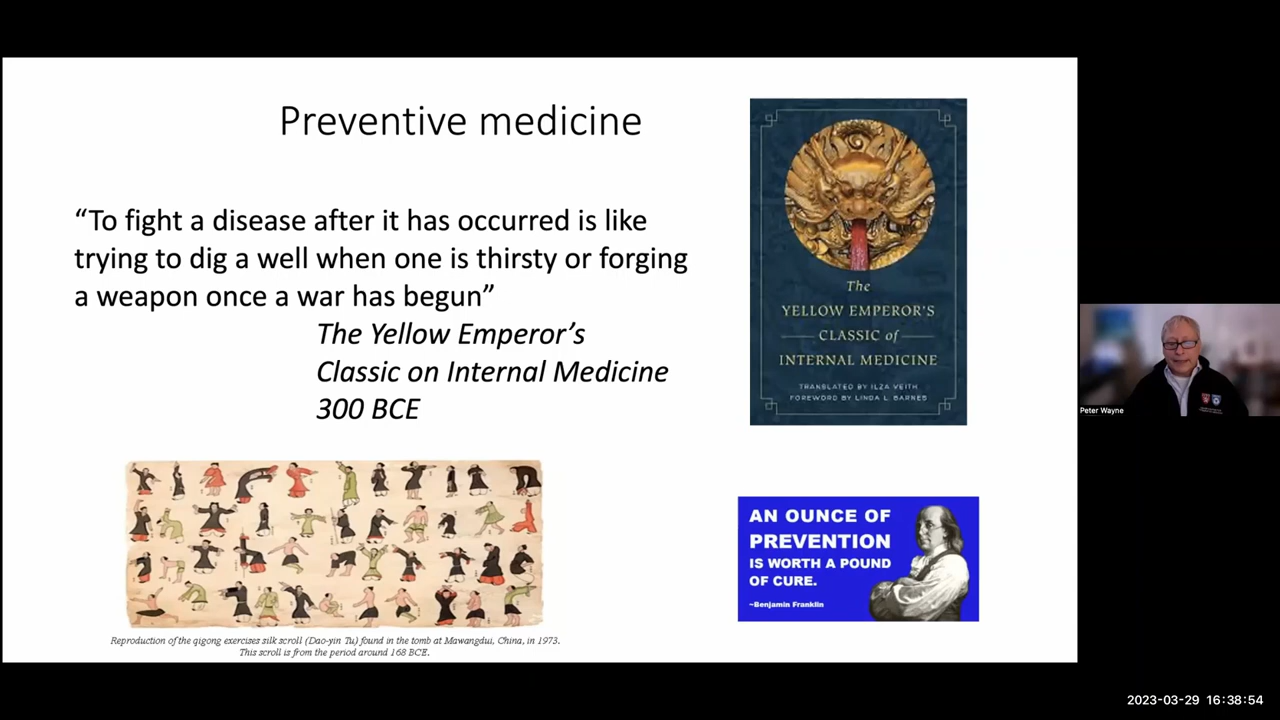 Preventive medicine
“To fight a disease after it has occurred is like
trying to dig a well when one is thirsty or forging
a weapon once a war has begun”
The Yellow Emperor’s
Classic on Internal Medicine
300 BCE
Reproduction of the qigong exercises silk scroll (Dao-yin Tu) found in the tomb at Mawangdui, China, in 1973.
This scroll is from the period around 168 BCE.
The
YELLOW EMPEROR'S
CLASSIC of
INTERNAL MEDICINE
TRANSLATED BY ILZA VEITH
FOREWORD BY LINDA L. BARNES
AN OUNCE OF
PREVENTION
IS WORTH A POUND
OF CURE.
~Benjamin Franklin
Peter Wayne
2023-03-29 16:38:54